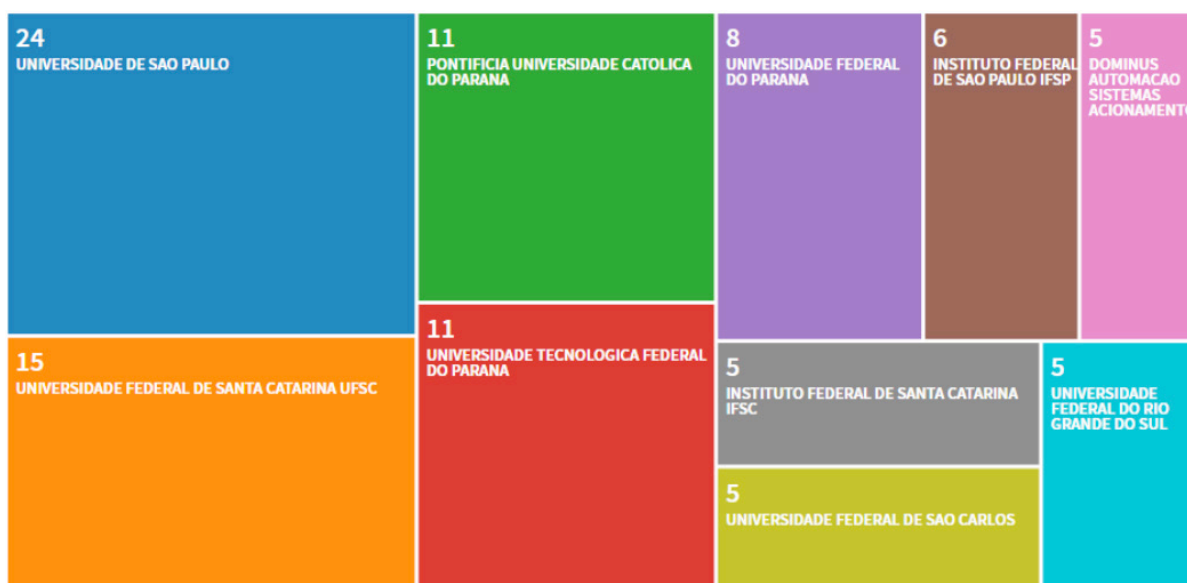 24
UNIVERSIDADE DE SAO PAULO
11
PONTIFICIA UNIVERSIDADE CATOLICA
DO PARANA
8
UNIVERSIDADE FEDERAL
DO PARANA
6
INSTITUTO FEDERAL
DE SAO PAULO IFSP
5
DOMINUS
AUTOMACAO
SISTEMAS
ACIONAMENTO
15
UNIVERSIDADE FEDERAL DE SANTA CATARINA UFSC
11
UNIVERSIDADE TECNOLOGICA FEDERAL
DO PARANA
5
INSTITUTO FEDERAL DE SANTA CATARINA
IFSC
5
UNIVERSIDADE
FEDERAL DO RIO
GRANDE DO SUL
5
UNIVERSIDADE FEDERAL DE SAO CARLOS